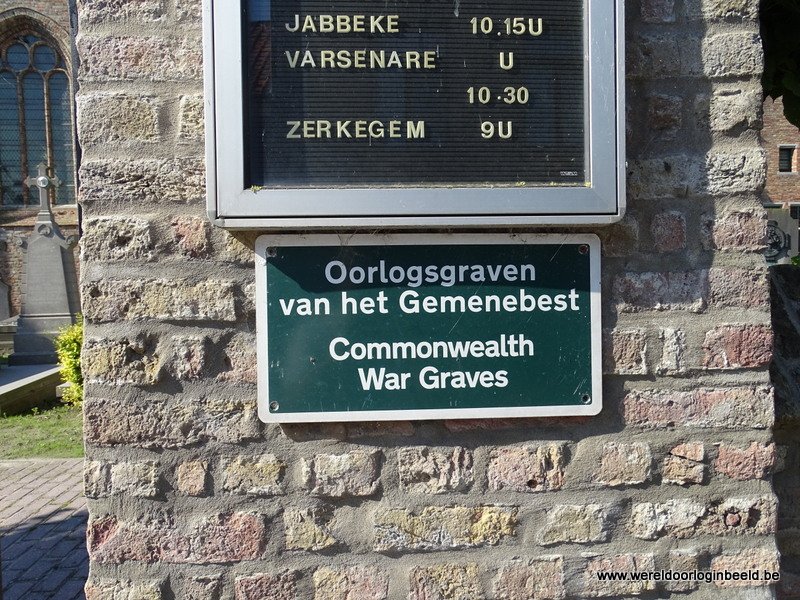 JABBEKE 10.15U
VARSENARE U
10.30
ZERKEGEM 9U
Oorlogsgraven
van het Gemenebest
Commonwealth
War Graves
www.wereldoorloginbeeld.be